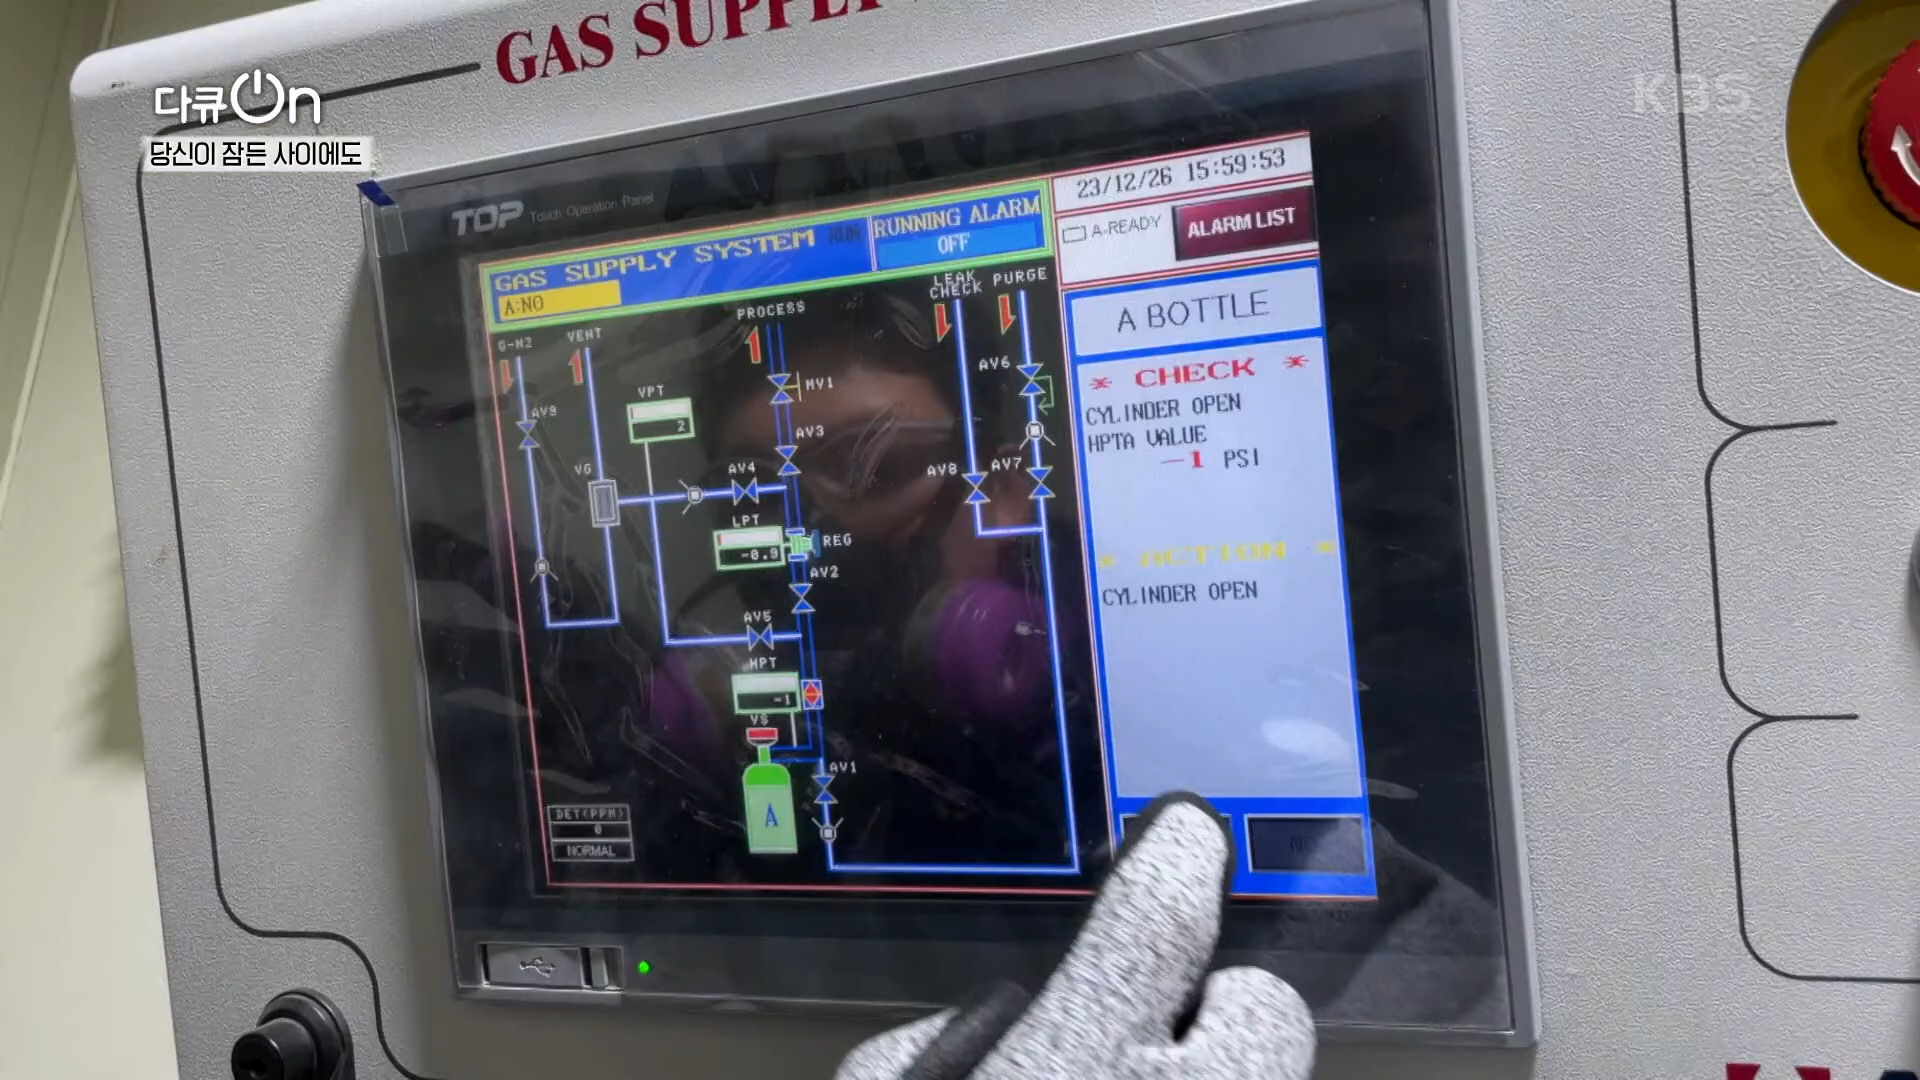 GAS SUPPLY
다큐On
당신이 잠든 사이에도
KBS
TOP Touch Operation Panel
23/12/26 15:59:53
GAS SUPPLY SYSTEM RUN
RUNNING ALARM
OFF
A-READY
ALARM LIST
A:NO
G-N2
VENT
PROCESS
LEAK CHECK
PURGE
A BOTTLE
* CHECK *
CYLINDER OPEN
HPTA VALUE
-1 PSI
* ACTION *
CYLINDER OPEN
AV9
VPT
2
MV1
AV6
AV3
VG
AV4
AV8
AV7
LPT
-0.9
REG
AV2
AV5
HPT
-1
VS
AV1
A
DET(PPM)
0
NORMAL